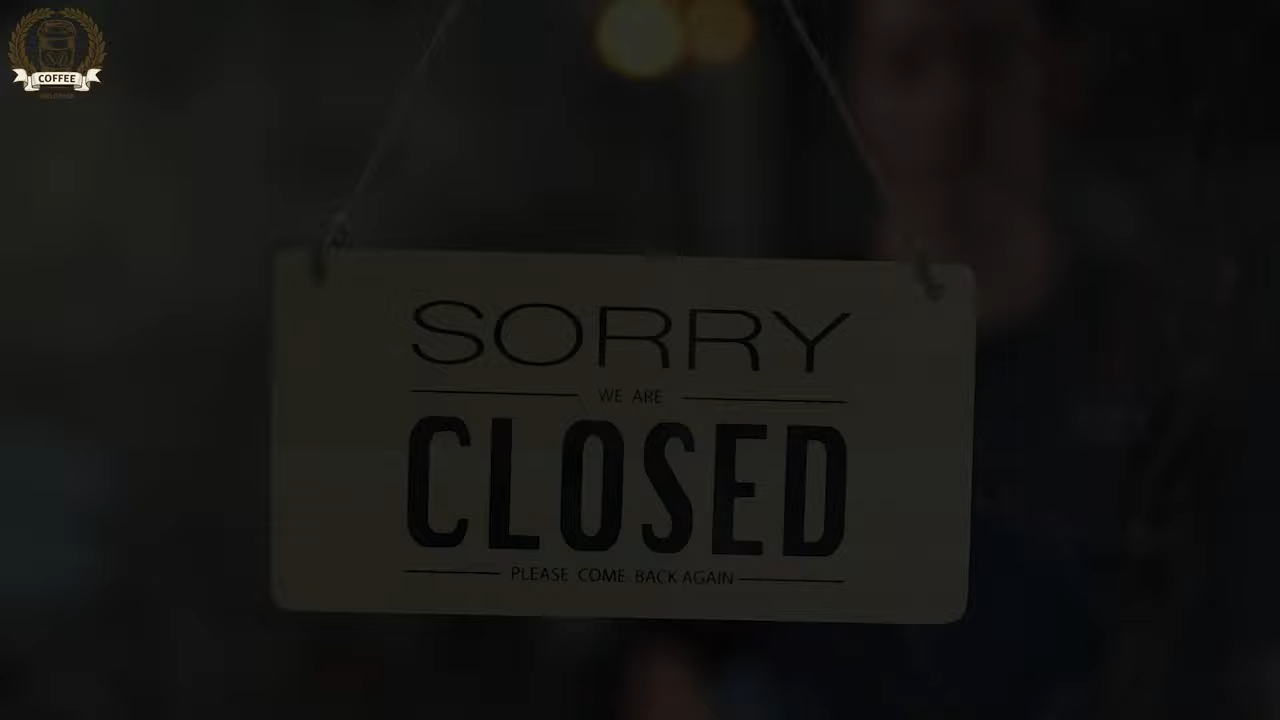 COFFEE
SORRY
WE ARE
CLOSED
PLEASE COME BACK AGAIN